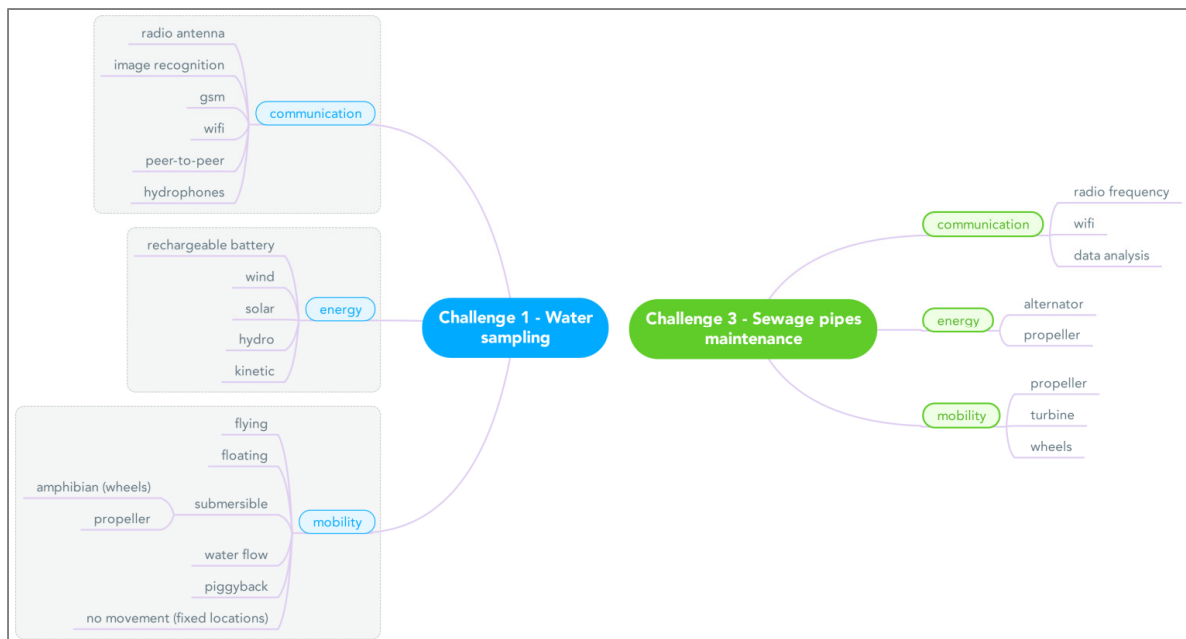 radio antenna
image recognition
gsm
wifi
peer-to-peer
hydrophones
communication
rechargeable battery
wind
solar
hydro
kinetic
energy
flying
floating
amphibian (wheels)
propeller
submersible
water flow
piggyback
no movement (fixed locations)
mobility
Challenge 1 - Water
sampling
Challenge 3 - Sewage pipes
maintenance
communication
radio frequency
wifi
data analysis
energy
alternator
propeller
mobility
propeller
turbine
wheels